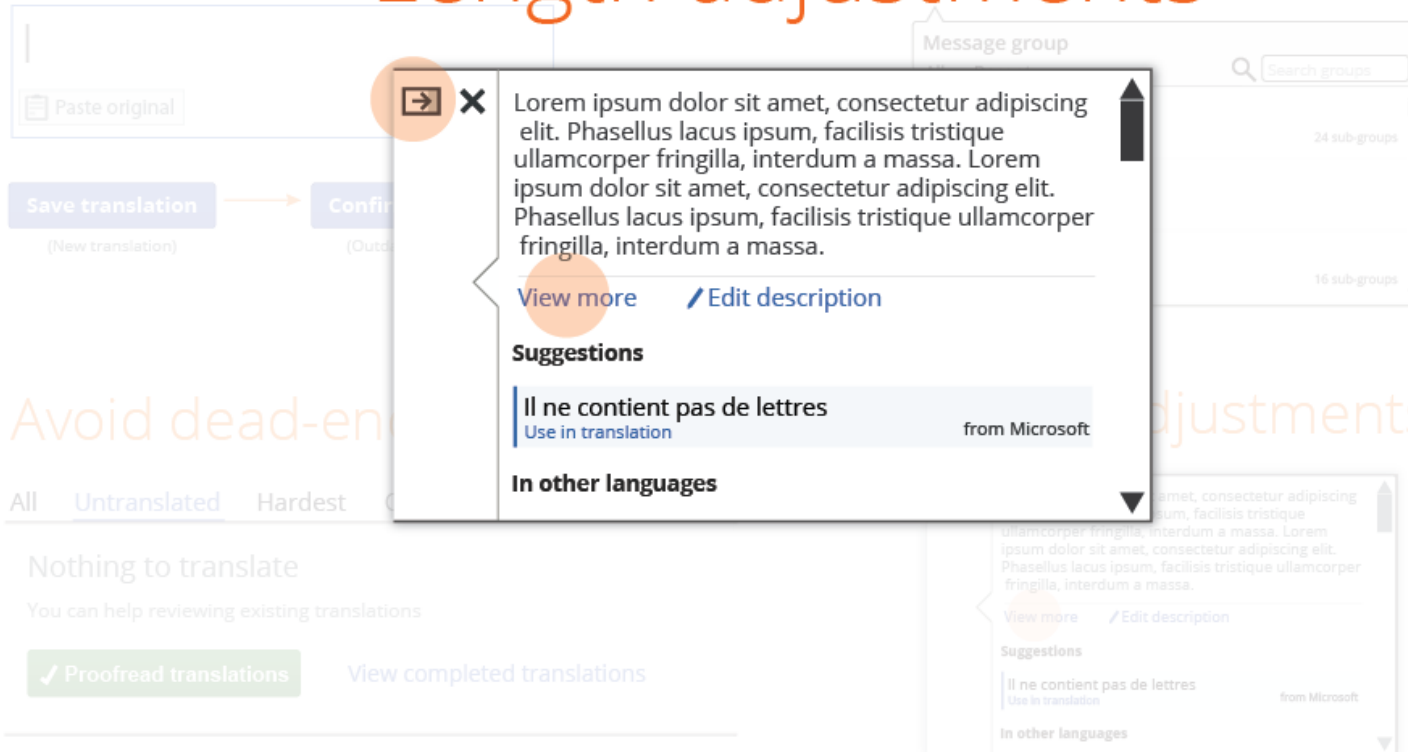 Length adjustments
Message group
Search groups
Paste original
24 sub-groups
Save translation
Confir
(New translation)
16 sub-groups
Lorem ipsum dolor sit amet, consectetur adipiscing
elit. Phasellus lacus ipsum, facilisis tristique
ullamcorper fringilla, interdum a massa. Lorem
ipsum dolor sit amet, consectetur adipiscing elit.
Phasellus lacus ipsum, facilisis tristique ullamcorper
fringilla, interdum a massa.
View more Edit description
Suggestions
Il ne contient pas de lettres
Use in translation
from Microsoft
In other languages
Avoid dead-en
djustments
All Untranslated Hardest
Nothing to translate
You can help reviewing existing translations
Proofread translations
View completed translations
amet, consectetur adipiscing
sum, facilisis tristique
ullamcorper fringilla, interdum a massa. Lorem
ipsum dolor sit amet, consectetur adipiscing elit.
Phasellus lacus ipsum, facilisis tristique ullamcorper
fringilla, interdum a massa.
View more Edit description
Suggestions
Il ne contient pas de lettres
Use in translation
from Microsoft
In other languages